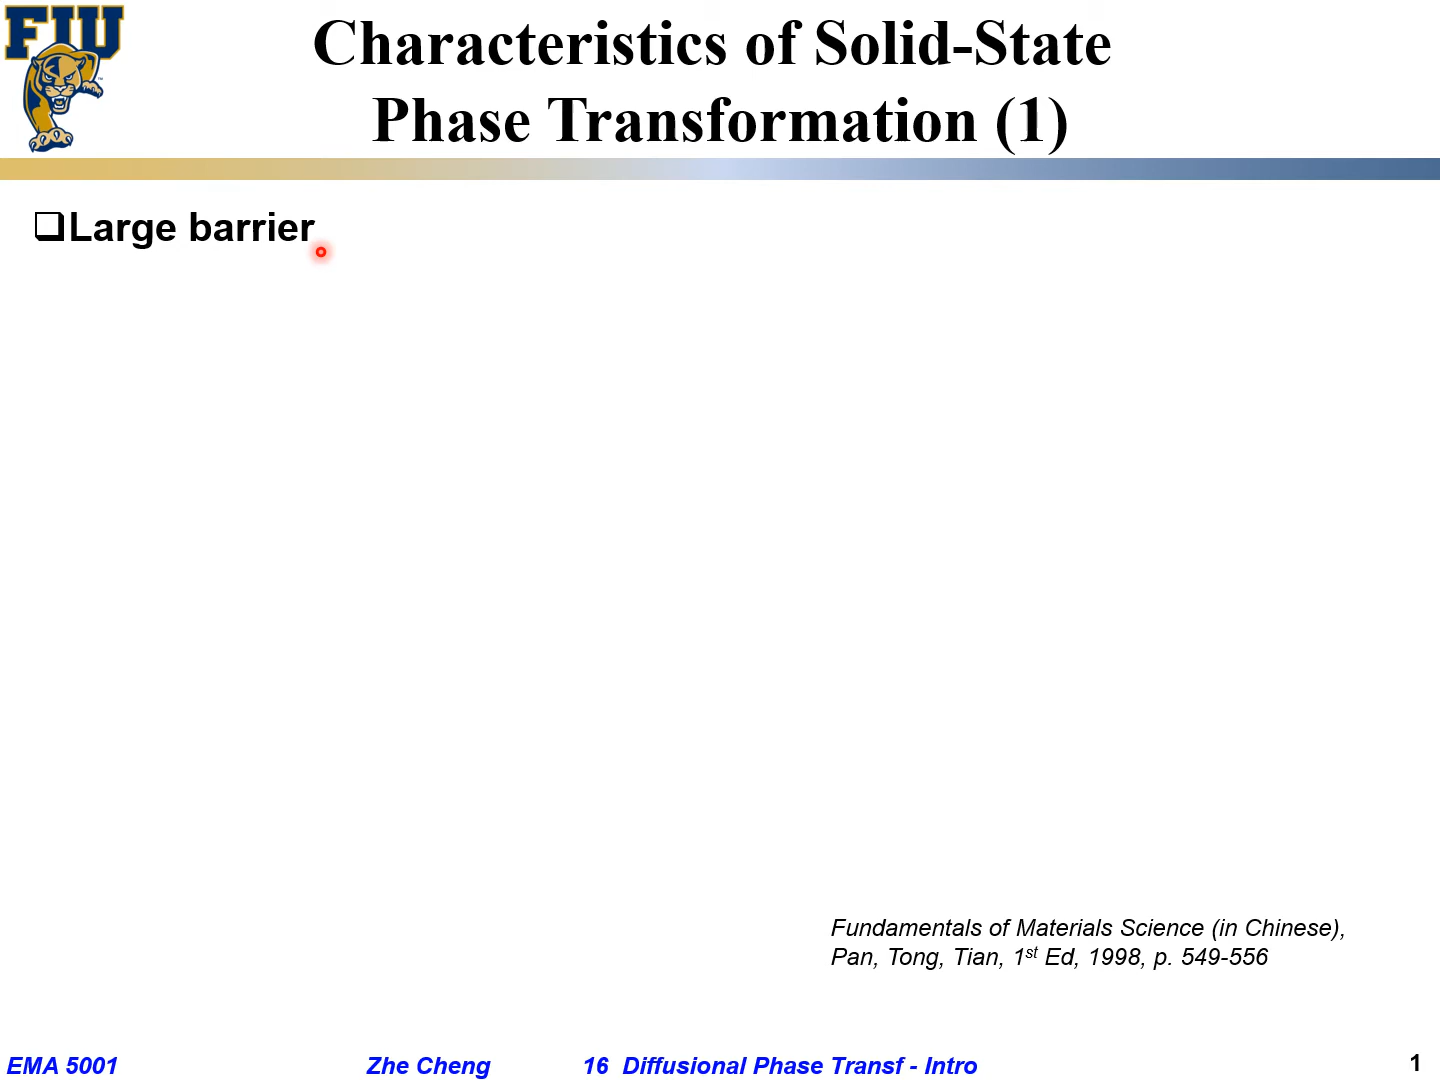 FIU
Characteristics of Solid-State
Phase Transformation (1)
❑Large barrier
Fundamentals of Materials Science (in Chinese),
Pan, Tong, Tian, 1st Ed, 1998, p. 549-556
EMA 5001 Zhe Cheng 16 Diffusional Phase Transf - Intro 1